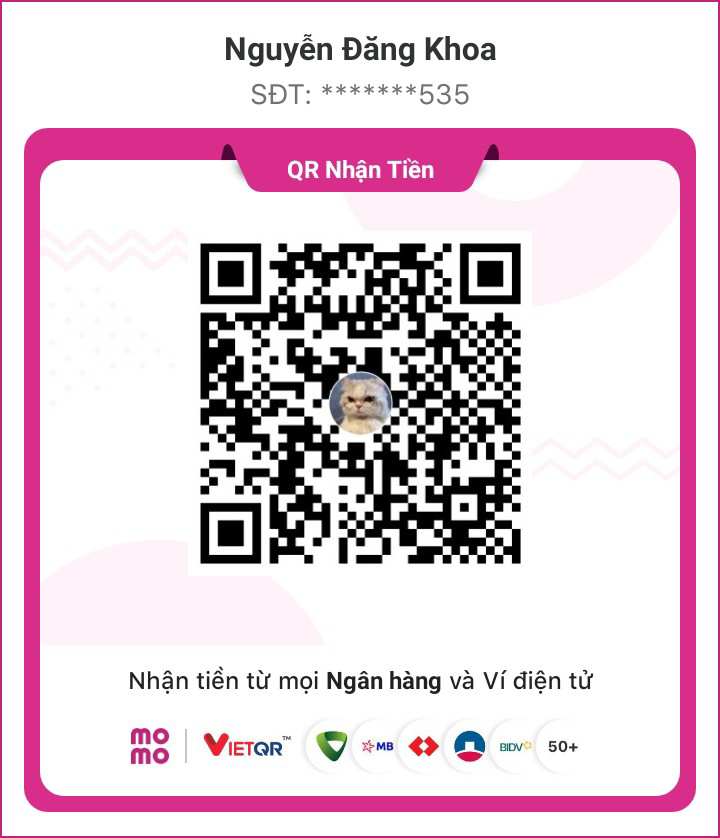 Nguyễn Đăng Khoa
SĐT: *******535
QR Nhận Tiền
Nhận tiền từ mọi Ngân hàng và Ví điện tử
mo mo VIETQR™ MB BIDV 50+